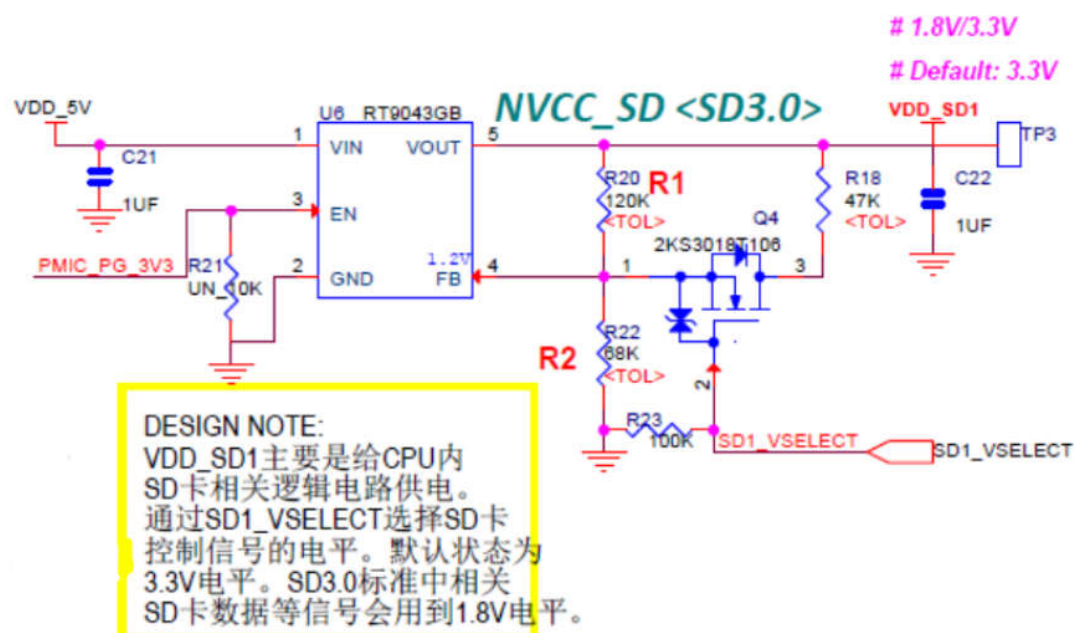 # 1.8V/3.3V
# Default: 3.3V
VDD_5V
U6 RT9043GB
NVCC_SD <SD3.0>
VDD_SD1
TP3
1
VIN
VOUT
5
C21
1UF
R20
120K
<TOL>
R1
R18
47K
<TOL>
C22
1UF
3
EN
Q4
2KS3018T106
PMIC_PG_3V3
R21
UN_10K
2
GND
1.2V
FB
4
1
3
R2
R22
68K
<TOL>
2
R23
100K
SD1_VSELECT
SD1_VSELECT
DESIGN NOTE:
VDD_SD1主要是给CPU内
SD卡相关逻辑电路供电。
通过SD1_VSELECT选择SD卡
控制信号的电平。默认状态为
3.3V电平。SD3.0标准中相关
SD卡数据等信号会用到1.8V电平。